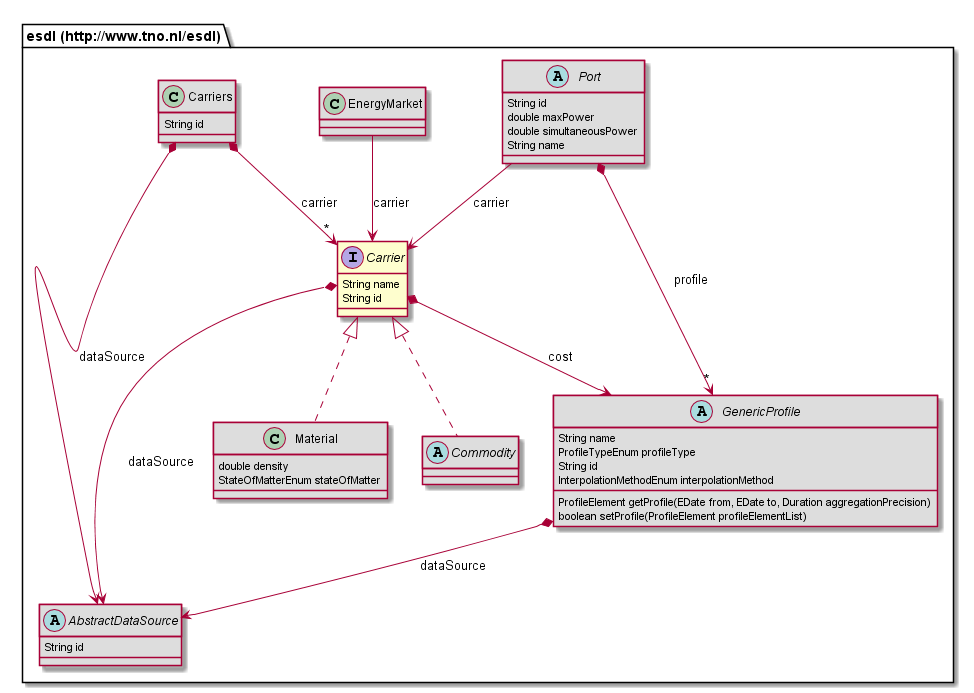 esdl (http://www.tno.nl/esdl)
A Port
String id
double maxPower
double simultaneousPower
String name
C Carriers
String id
C EnergyMarket
carrier
carrier
carrier
*
I Carrier
String name
String id
profile
dataSource
cost
*
A GenericProfile
String name
ProfileTypeEnum profileType
String id
InterpolationMethodEnum interpolationMethod
ProfileElement getProfile(EDate from, EDate to, Duration aggregationPrecision)
boolean setProfile(ProfileElement profileElementList)
C Material
double density
StateOfMatterEnum stateOfMatter
A Commodity
dataSource
dataSource
A AbstractDataSource
String id